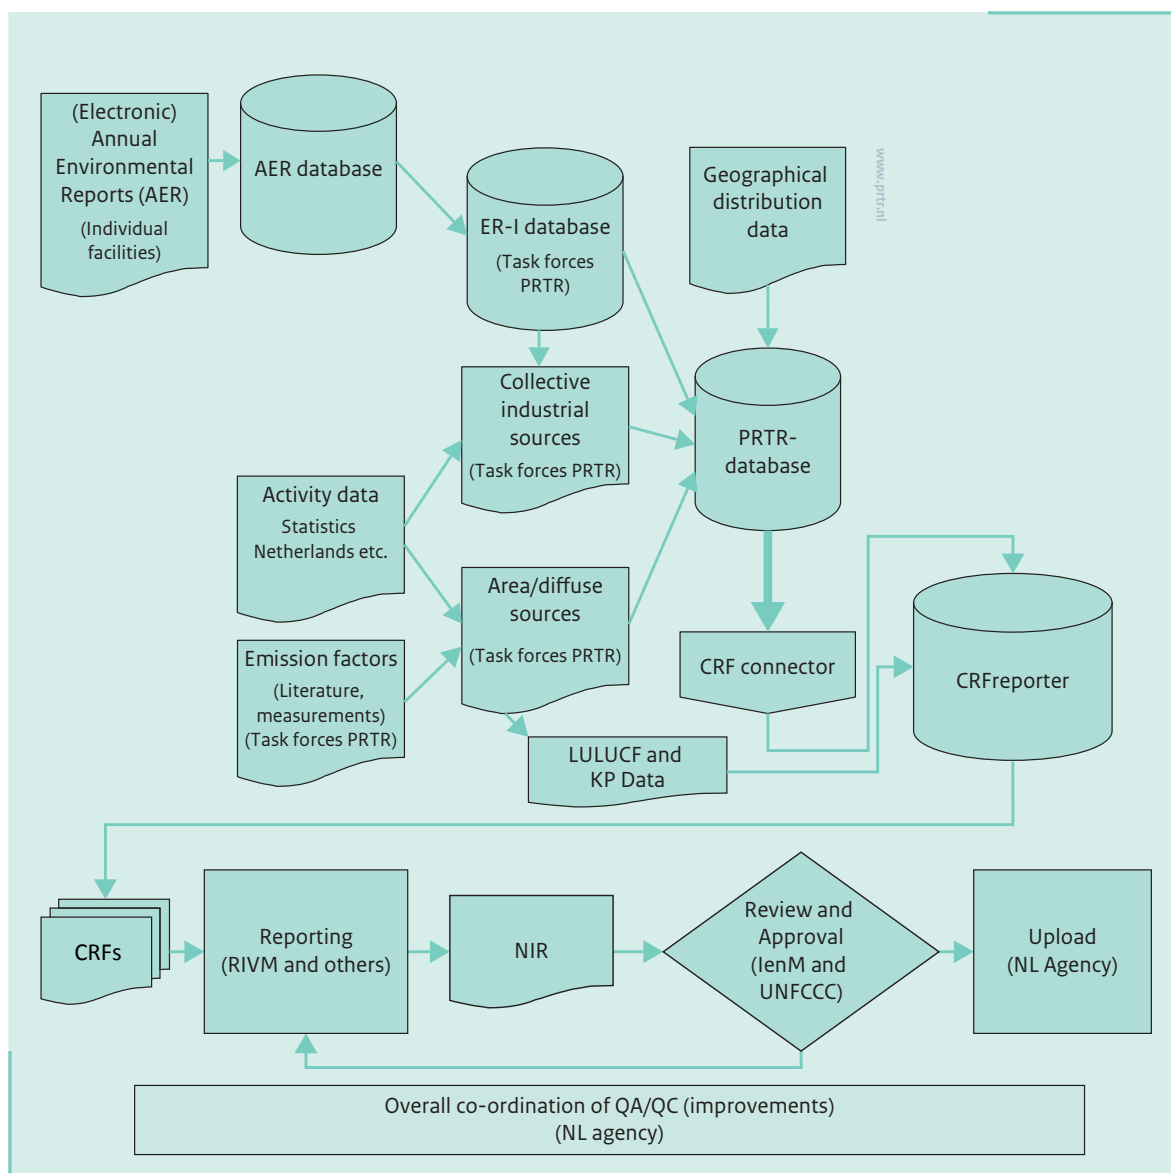 (Electronic)
Annual
Environmental
Reports (AER)
(Individual
facilities)
AER database
ER-I database
(Task forces
PRTR)
Geographical
distribution
data
www.prtr.nl
Collective
industrial
sources
(Task forces PRTR)
PRTR-
database
Activity data
Statistics
Netherlands etc.
Area/diffuse
sources
(Task forces PRTR)
Emission factors
(Literature,
measurements)
(Task forces PRTR)
CRF connector
CRFreporter
LULUCF and
KP Data
CRFs
Reporting
(RIVM and others)
NIR
Review and
Approval
(IenM and
UNFCCC)
Upload
(NL Agency)
Overall co-ordination of QA/QC (improvements)
(NL agency)